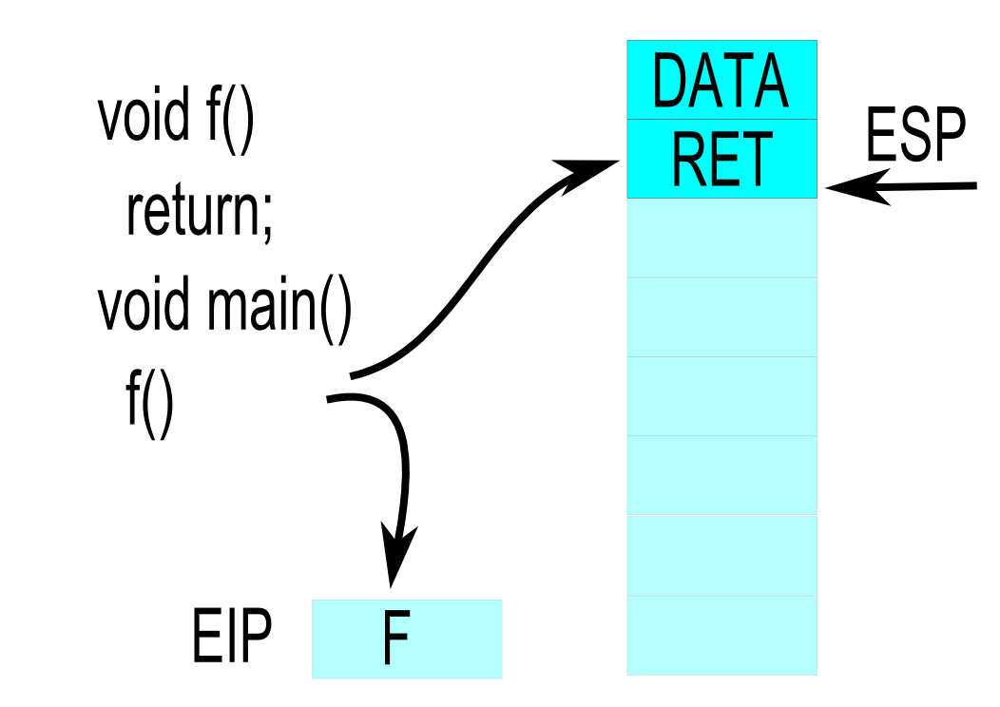 void f()
return;
void main()
f()
DATA
RET
ESP
EIP
F